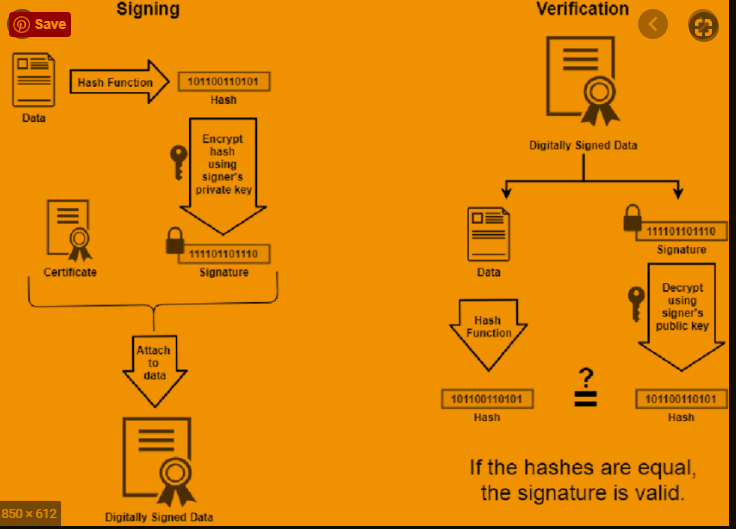 Signing
Save
Data
Hash Function
101100110101
Hash
Encrypt
hash
using
signer's
private key
Certificate
111101101110
Signature
Attach
to
data
Digitally Signed Data
850 × 612
Verification
Digitally Signed Data
Data
111101101110
Signature
Hash
Function
Decrypt
using
signer's
public key
101100110101
Hash
?
=
101100110101
Hash
If the hashes are equal,
the signature is valid.